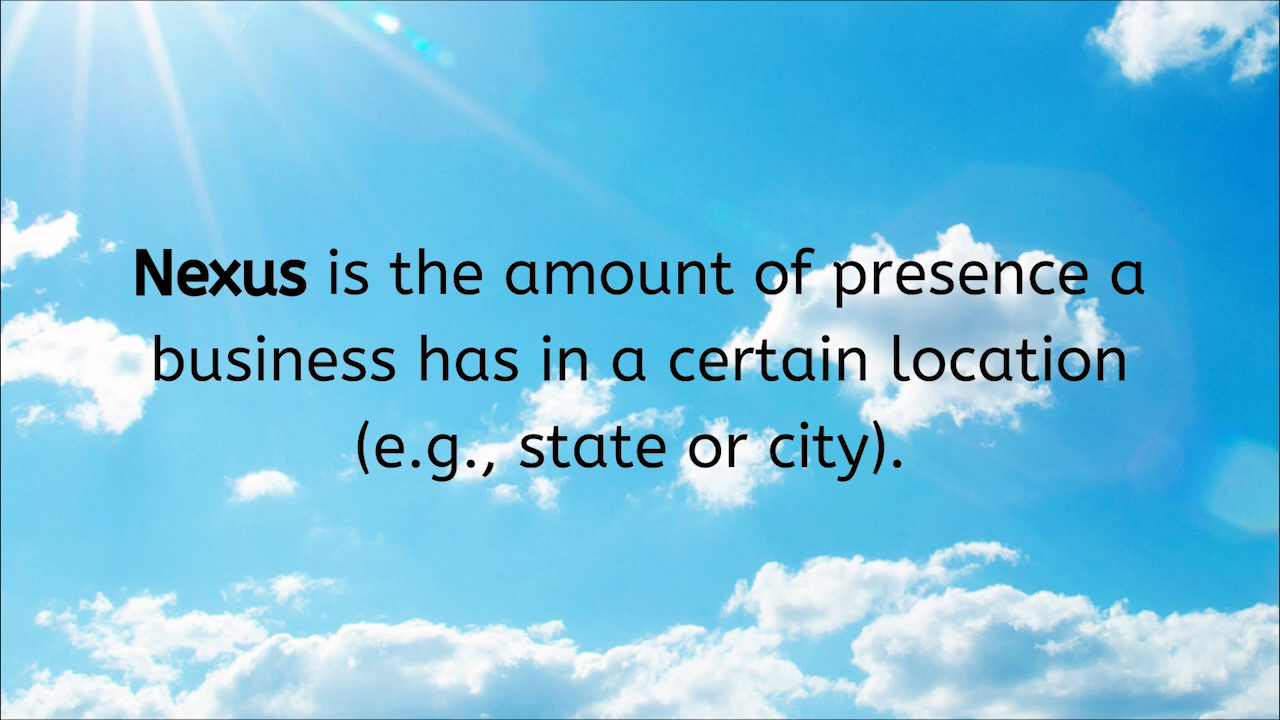 Nexus is the amount of presence a
business has in a certain location
(e.g., state or city).